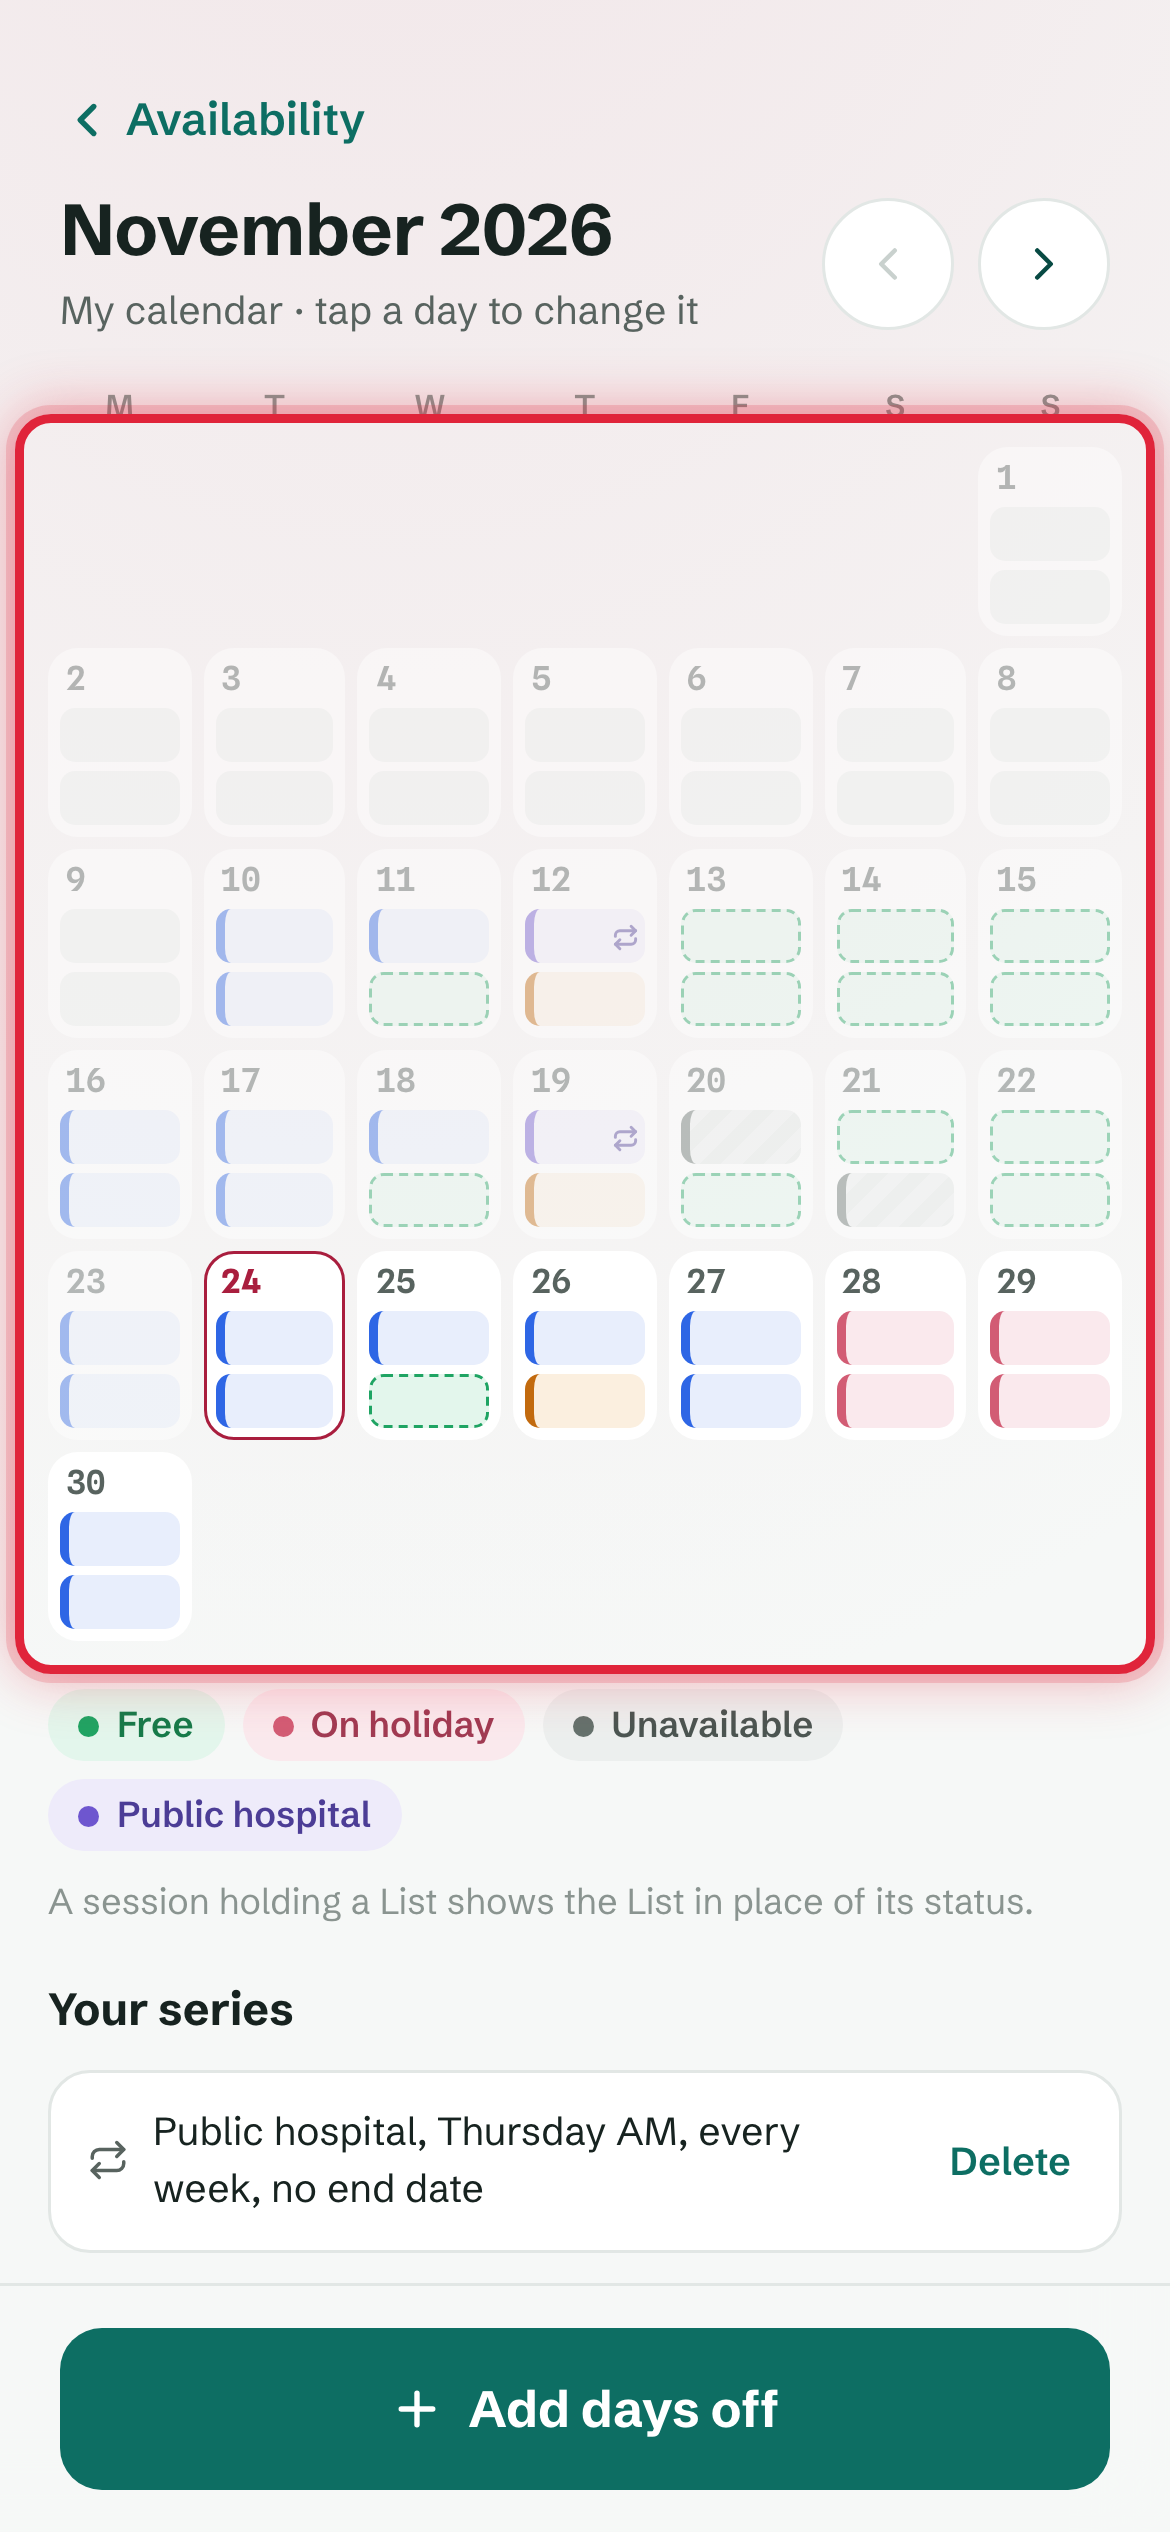 Availability
November 2026
My calendar · tap a day to change it
M T W T F S S
1
2 3 4 5 6 7 8
9 10 11 12 13 14 15
16 17 18 19 20 21 22
23 24 25 26 27 28 29
30
Free On holiday Unavailable
Public hospital
A session holding a List shows the List in place of its status.
Your series
Public hospital, Thursday AM, every
week, no end date
Delete
+ Add days off